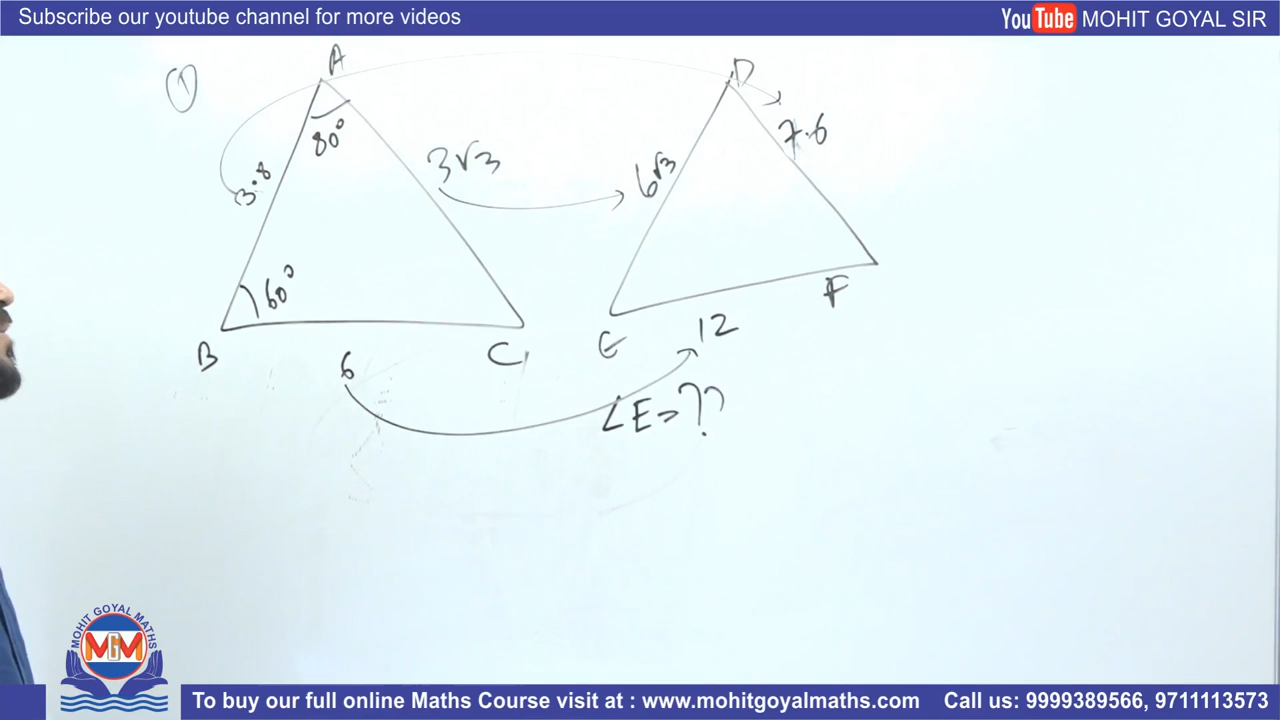 Subscribe our youtube channel for more videos
YouTube MOHIT GOYAL SIR
①
A
80°
3.8
3√3
60°
B
6
C
D
7.6
6√3
E
12
F
∠E=??
MOHIT GOYAL MATHS
MGM
To buy our full online Maths Course visit at : www.mohitgoyalmaths.com Call us: 9999389566, 9711113573